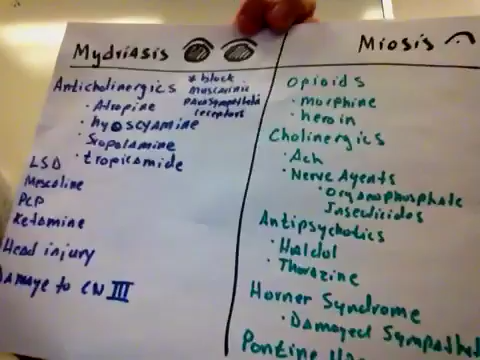 Mydriasis
Anticholinergics
* block
muscarinic
parasympathetic
receptors
· Atropine
· hyoscyamine
· Scopolamine
· tropicamide
LSD
Mescaline
PCP
Ketamine
Head injury
Damage to CN III
Miosis
Opioids
· morphine
· heroin
Cholinergics
· Ach
· Nerve Agents
· Organophosphate
Insecticides
Antipsychotics
· Haldol
· Thorazine
Horner Syndrome
· Damaged Sympathet
Pontine